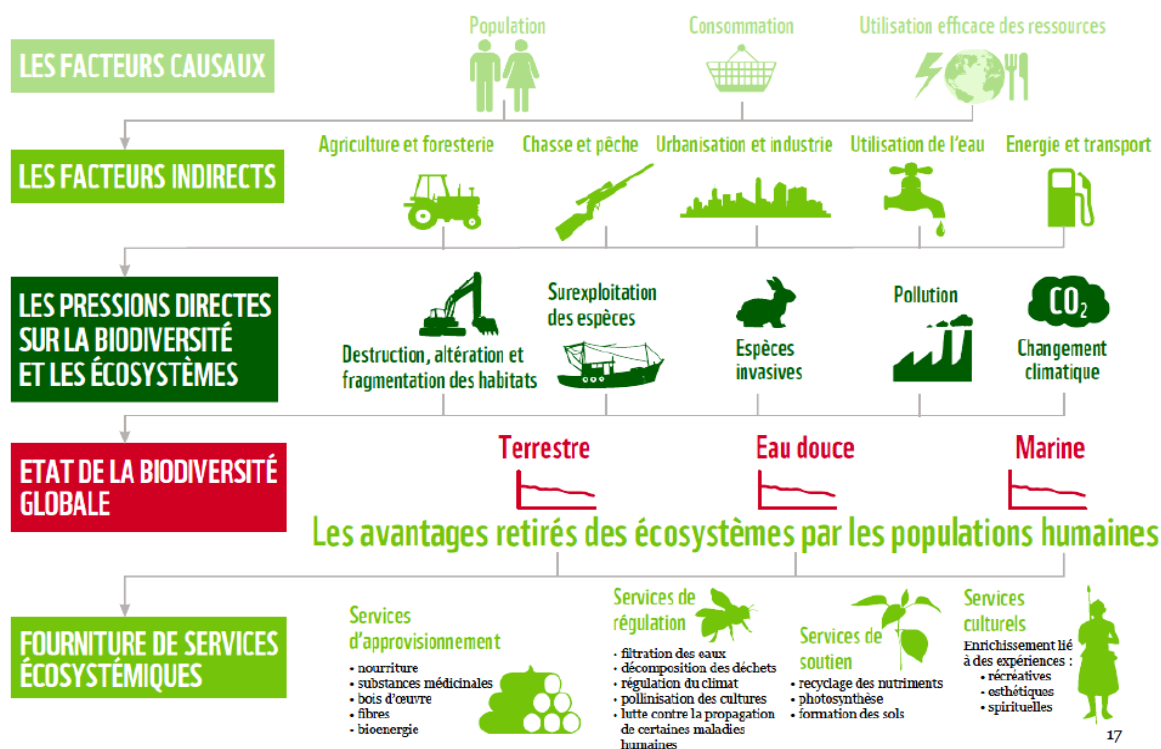 Population
Consommation
Utilisation efficace des ressources
LES FACTEURS CAUSAUX
Agriculture et foresterie
Chasse et pêche
Urbanisation et industrie
Utilisation de l'eau
Energie et transport
LES FACTEURS INDIRECTS
LES PRESSIONS DIRECTES
SUR LA BIODIVERSITÉ
ET LES ÉCOSYSTÈMES
Destruction, altération et
fragmentation des habitats
Surexploitation
des espèces
Espèces
invasives
Pollution
CO₂
Changement
climatique
ETAT DE LA BIODIVERSITÉ
GLOBALE
Terrestre
Eau douce
Marine
Les avantages retirés des écosystèmes par les populations humaines
FOURNITURE DE SERVICES
ÉCOSYSTÉMIQUES
Services
d'approvisionnement
• nourriture
• substances médicinales
• bois d'œuvre
• fibres
• bioenergie
Services de
régulation
• filtration des eaux
• décomposition des déchets
• régulation du climat
• pollinisation des cultures
• lutte contre la propagation
de certaines maladies
humaines
Services de
soutien
• recyclage des nutriments
• photosynthèse
• formation des sols
Services
culturels
Enrichissement lié
à des expériences :
• récréatives
• esthétiques
• spirituelles
17